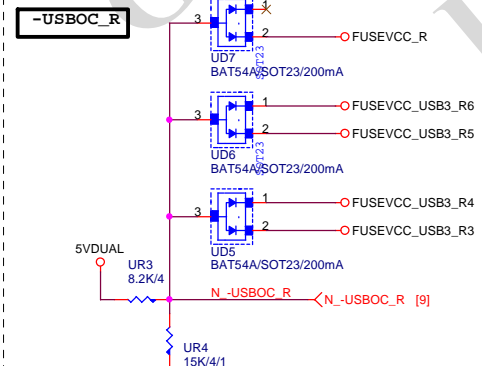 -USBOC_R
3
1
2
FUSEVCC_R
UD7
BAT54A/SOT23/200mA
SOT23
3
1
FUSEVCC_USB3_R6
2
FUSEVCC_USB3_R5
UD6
BAT54A/SOT23/200mA
SOT23
3
1
FUSEVCC_USB3_R4
2
FUSEVCC_USB3_R3
UD5
BAT54A/SOT23/200mA
5VDUAL
UR3
8.2K/4
N_-USBOC_R
N_-USBOC_R [9]
UR4
15K/4/1